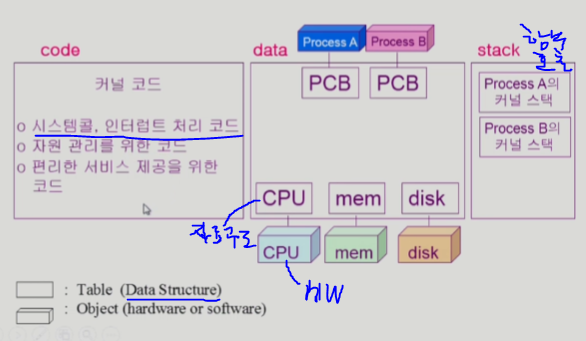 code
data
stack
함수
호출
Process A
Process B
PCB
PCB
커널 코드
o 시스템콜, 인터럽트 처리 코드
o 자원 관리를 위한 코드
o 편리한 서비스 제공을 위한
코드
Process A의
커널 스택
Process B의
커널 스택
CPU
mem
disk
자료구조
CPU
mem
disk
H/W
: Table (Data Structure)
: Object (hardware or software)